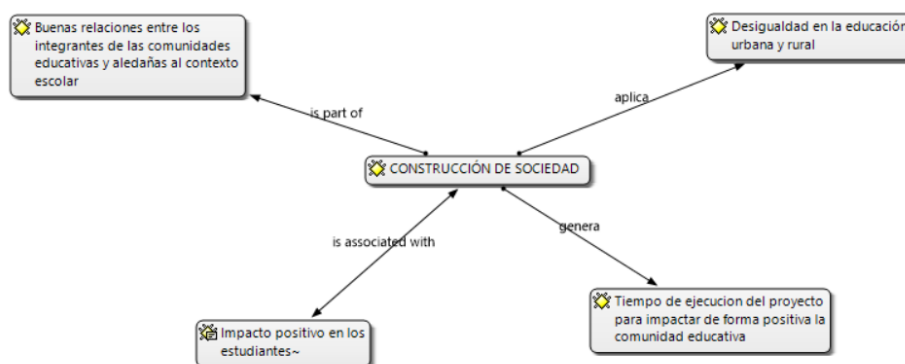 Buenas relaciones entre los
integrantes de las comunidades
educativas y aledañas al contexto
escolar
Desigualdad en la educación
urbana y rural
is part of
aplica
CONSTRUCCIÓN DE SOCIEDAD
is associated with
genera
Impacto positivo en los
estudiantes~
Tiempo de ejecucion del proyecto
para impactar de forma positiva la
comunidad educativa